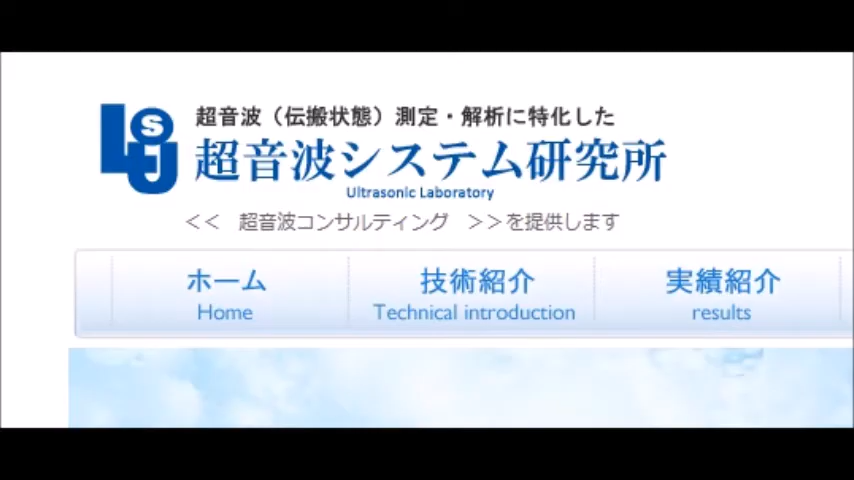 LSJ
超音波（伝搬状態）測定・解析に特化した
超音波システム研究所
Ultrasonic Laboratory
＜＜　超音波コンサルティング　＞＞を提供します
ホーム
Home
技術紹介
Technical introduction
実績紹介
results